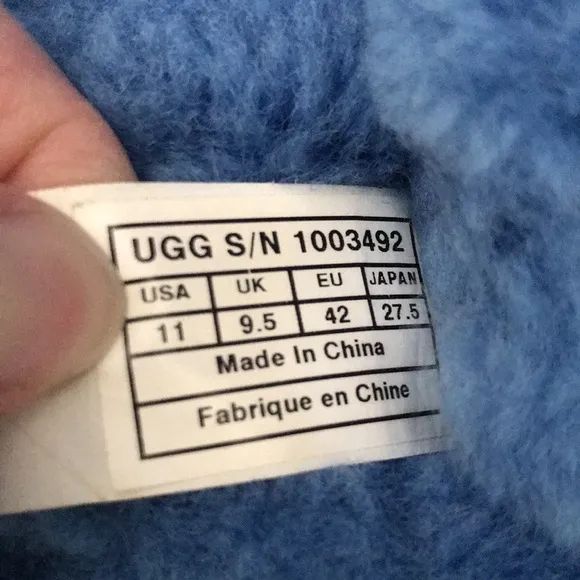 UGG S/N 1003492
USA UK EU JAPAN
11 9.5 42 27.5
Made In China
Fabrique en Chine